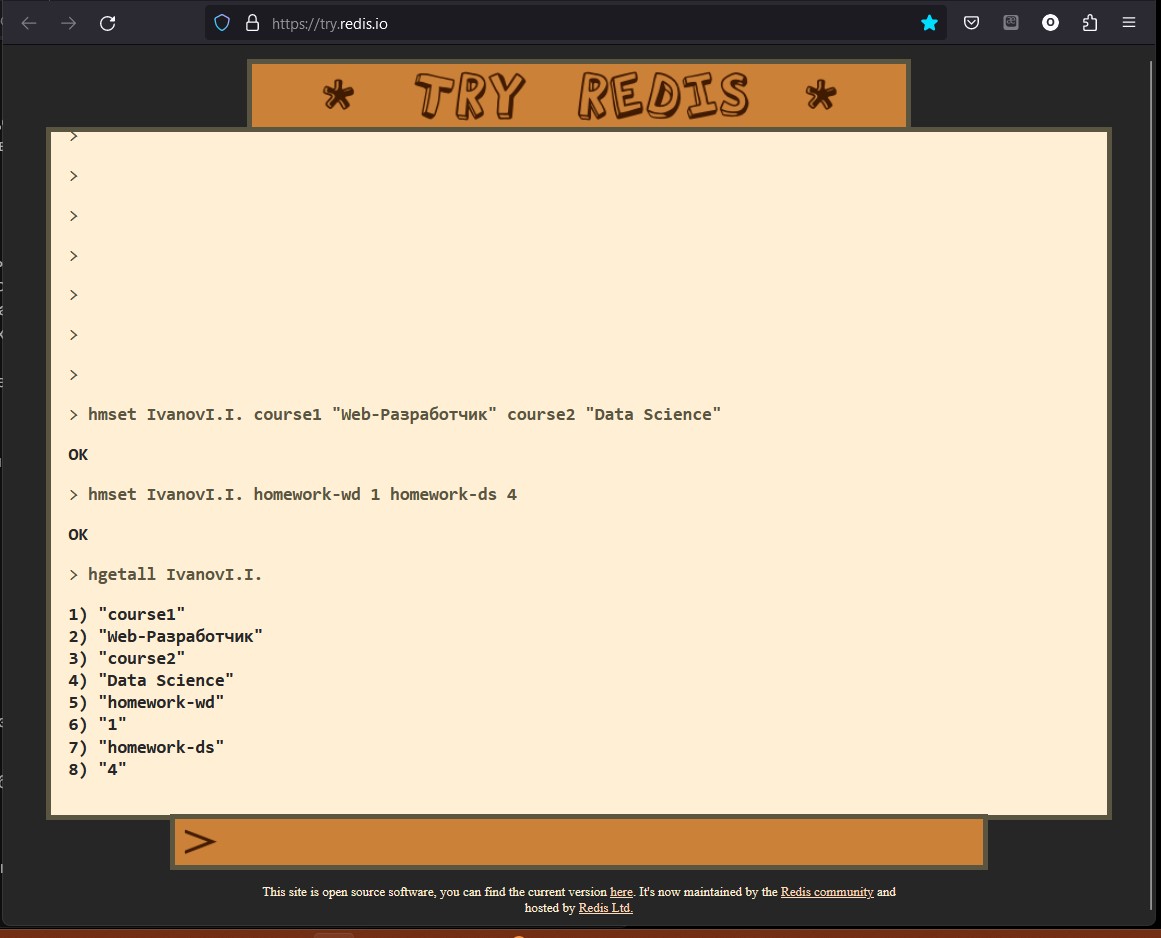 https://try.redis.io
* TRY REDIS *
>
>
>
>
>
>
>
> hmset IvanovI.I. course1 "Web-Разработчик" course2 "Data Science"
OK
> hmset IvanovI.I. homework-wd 1 homework-ds 4
OK
> hgetall IvanovI.I.
1) "course1"
2) "Web-Разработчик"
3) "course2"
4) "Data Science"
5) "homework-wd"
6) "1"
7) "homework-ds"
8) "4"
>
This site is open source software, you can find the current version here. It's now maintained by the Redis community and
hosted by Redis Ltd.